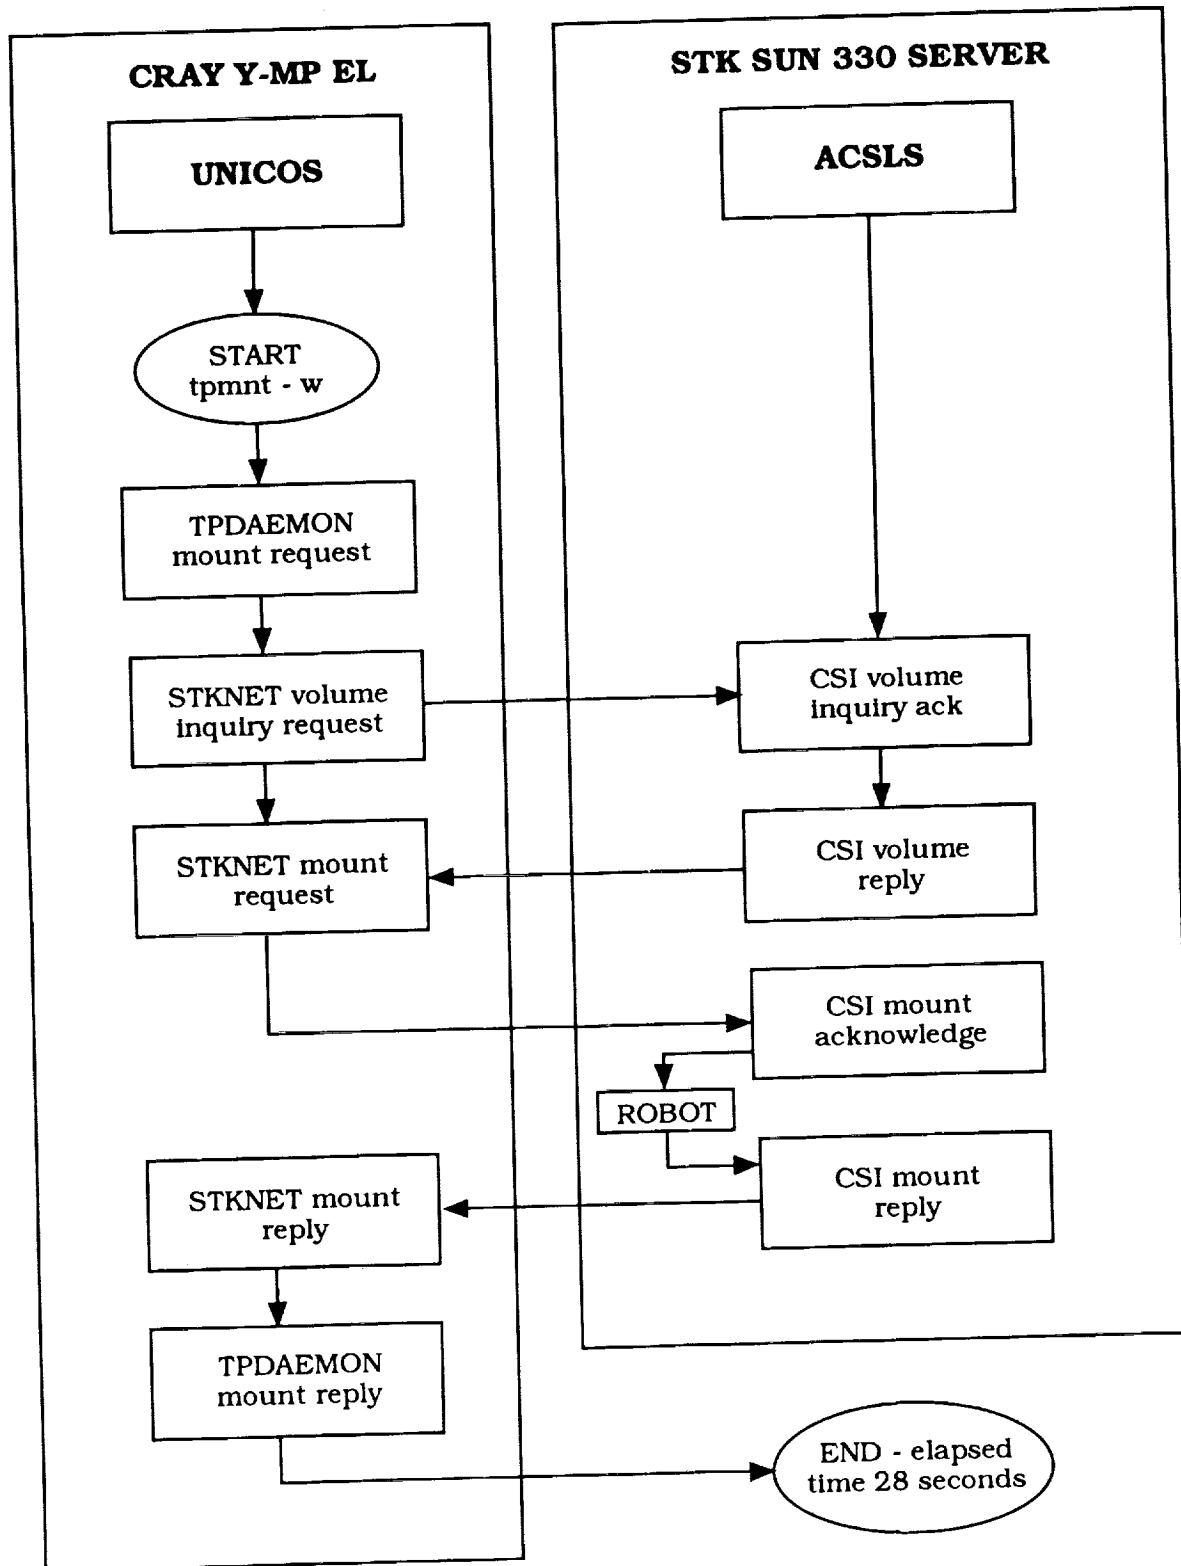 CRAY Y-MP EL
UNICOS
START
tpmnt - w
TPDAEMON
mount request
STKNET volume
inquiry request
STKNET mount
request
STKNET mount
reply
TPDAEMON
mount reply
STK SUN 330 SERVER
ACSLS
CSI volume
inquiry ack
CSI volume
reply
CSI mount
acknowledge
ROBOT
CSI mount
reply
END - elapsed
time 28 seconds